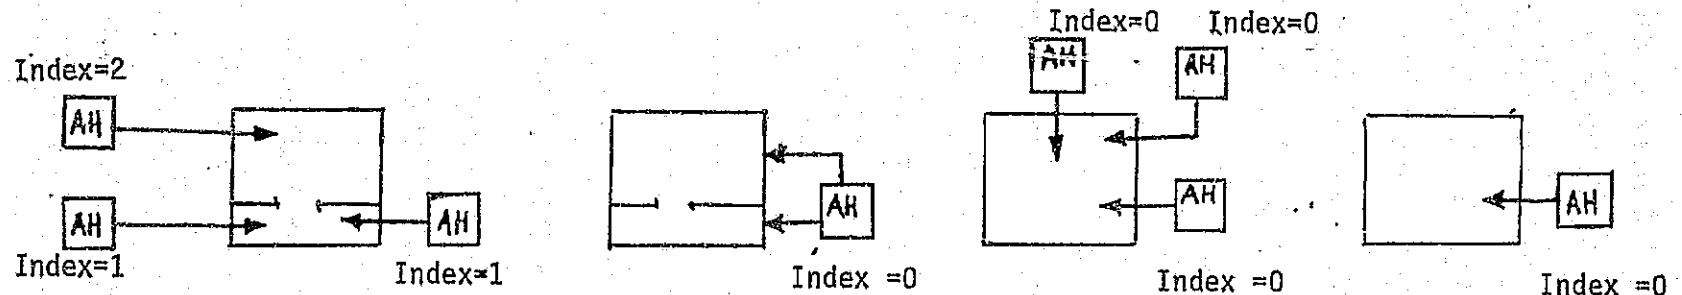 Index=0 Index=0
Index=2
AH
AH
AH
AH
AH
AH
AH
AH
AH
Index=1
Index=1
Index =0
Index =0
Index =0